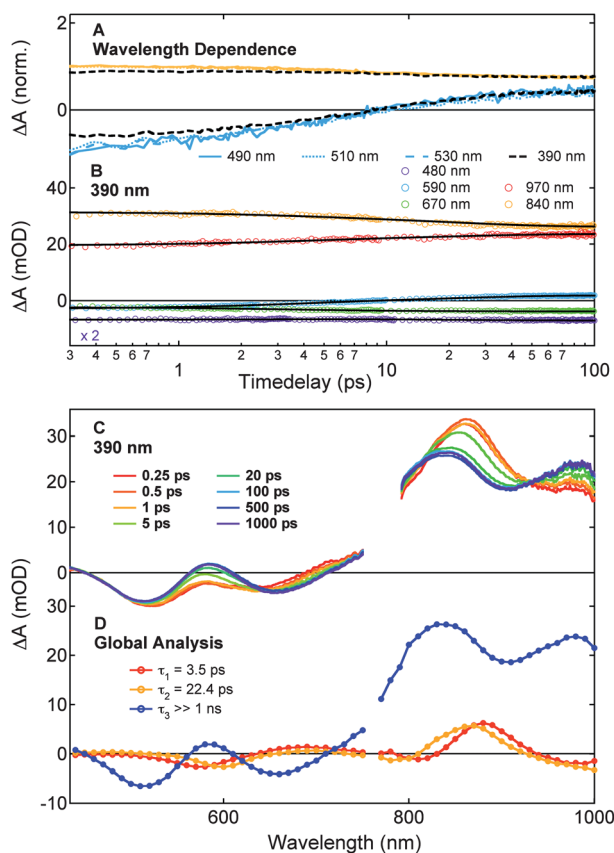 A
Wavelength Dependence
2
0
ΔA (norm.)
490 nm 510 nm 530 nm 390 nm
B
390 nm
480 nm
590 nm 970 nm
670 nm 840 nm
40
20
0
ΔA (mOD)
x 2
3 4 5 6 7 1 2 3 4 5 6 7 10 2 3 4 5 6 7 100
Timedelay (ps)
C
390 nm
0.25 ps 20 ps
0.5 ps 100 ps
1 ps 500 ps
5 ps 1000 ps
30
20
10
0
ΔA (mOD)
D
Global Analysis
τ1 = 3.5 ps
τ2 = 22.4 ps
τ3 >> 1 ns
30
20
10
0
-10
600 800 1000
Wavelength (nm)